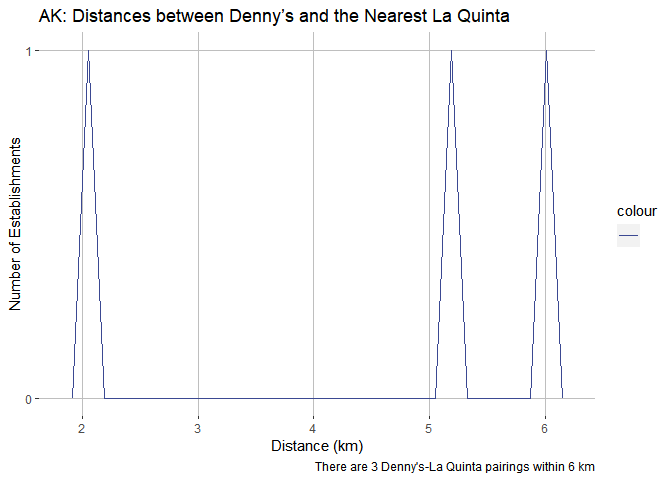 AK: Distances between Denny’s and the Nearest La Quinta
1
0
Number of Establishments
2 3 4 5 6
Distance (km)
colour
There are 3 Denny's-La Quinta pairings within 6 km